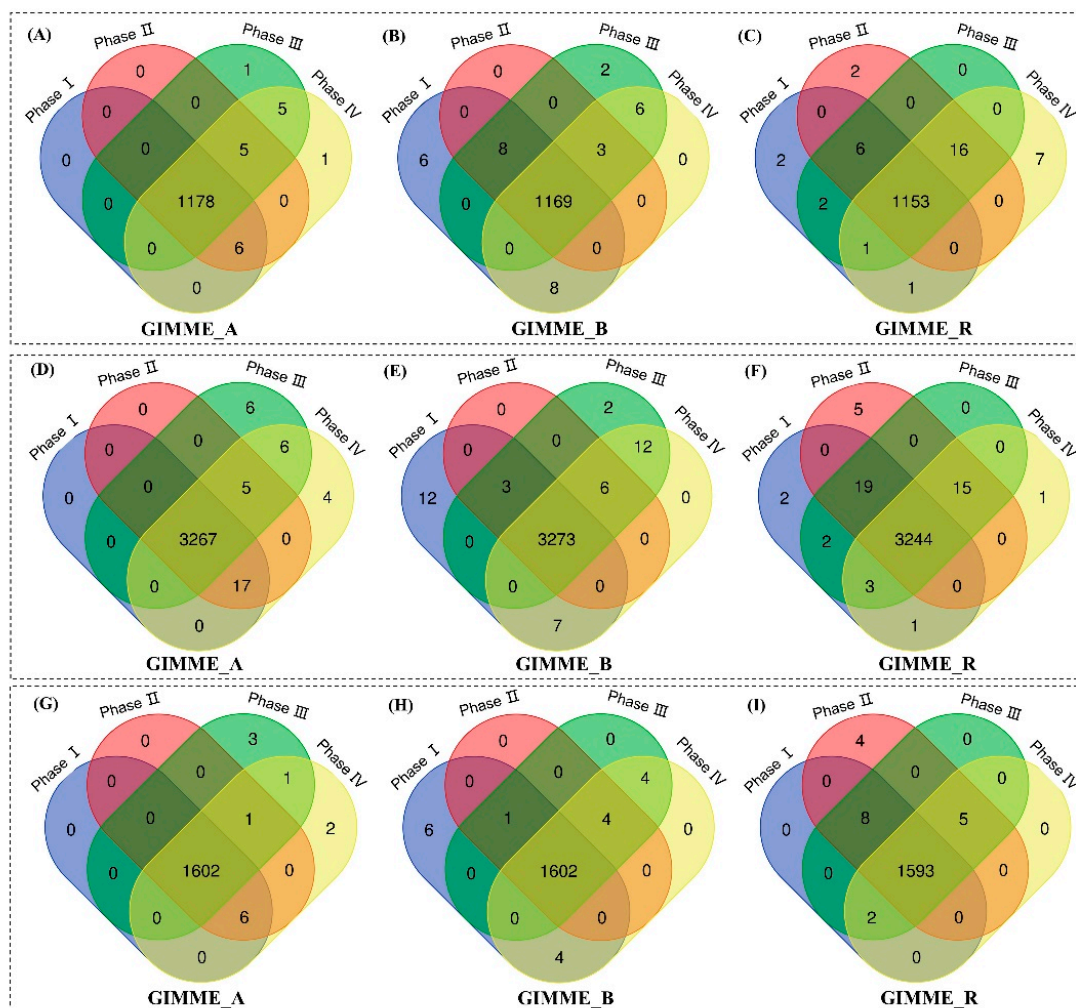 (A) Phase II Phase III (B) Phase II Phase III (C) Phase II Phase III
Phase I 0 1 Phase IV Phase I 0 2 Phase IV Phase I 2 0 Phase IV
0 0 5 0 0 6 0 0 0
0 0 5 1 6 8 3 0 2 6 16 7
0 1178 0 0 1169 0 2 1153 0
0 6 0 0 1 0
0 8 1
GIMME_A GIMME_B GIMME_R
(D) Phase II Phase III (E) Phase II Phase III (F) Phase II Phase III
Phase I 0 6 Phase IV Phase I 0 2 Phase IV Phase I 5 0 Phase IV
0 0 6 0 0 12 0 0 0
0 0 5 4 12 3 6 0 2 19 15 1
0 3267 0 0 3273 0 2 3244 0
0 17 0 0 3 0
0 7 1
GIMME_A GIMME_B GIMME_R
(G) Phase II Phase III (H) Phase II Phase III (I) Phase II Phase III
Phase I 0 3 Phase IV Phase I 0 0 Phase IV Phase I 4 0 Phase IV
0 0 1 0 0 4 0 0 0
0 0 1 2 6 1 4 0 0 8 5 0
0 1602 0 0 1602 0 0 1593 0
0 6 0 0 2 0
0 4 0
GIMME_A GIMME_B GIMME_R